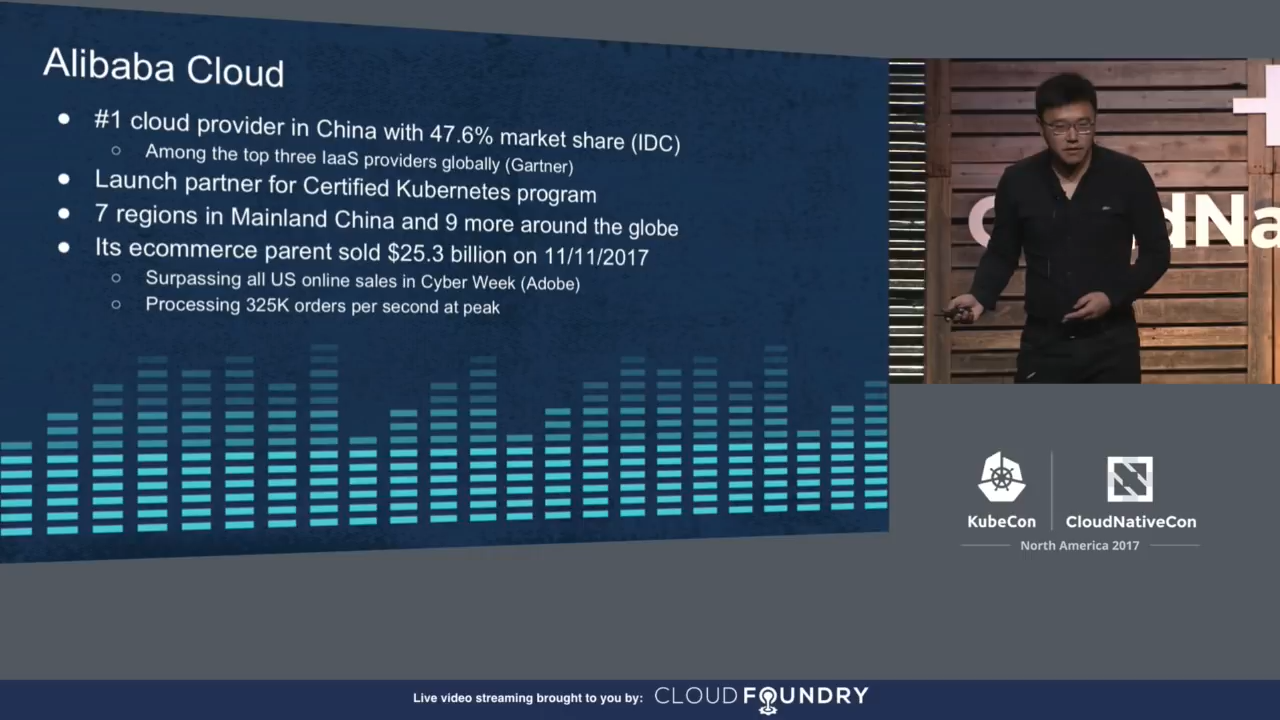 Alibaba Cloud
● #1 cloud provider in China with 47.6% market share (IDC)
○ Among the top three IaaS providers globally (Gartner)
● Launch partner for Certified Kubernetes program
● 7 regions in Mainland China and 9 more around the globe
● Its ecommerce parent sold $25.3 billion on 11/11/2017
○ Surpassing all US online sales in Cyber Week (Adobe)
○ Processing 325K orders per second at peak
KubeCon
CloudNativeCon
North America 2017
Live video streaming brought to you by: CLOUD FOUNDRY